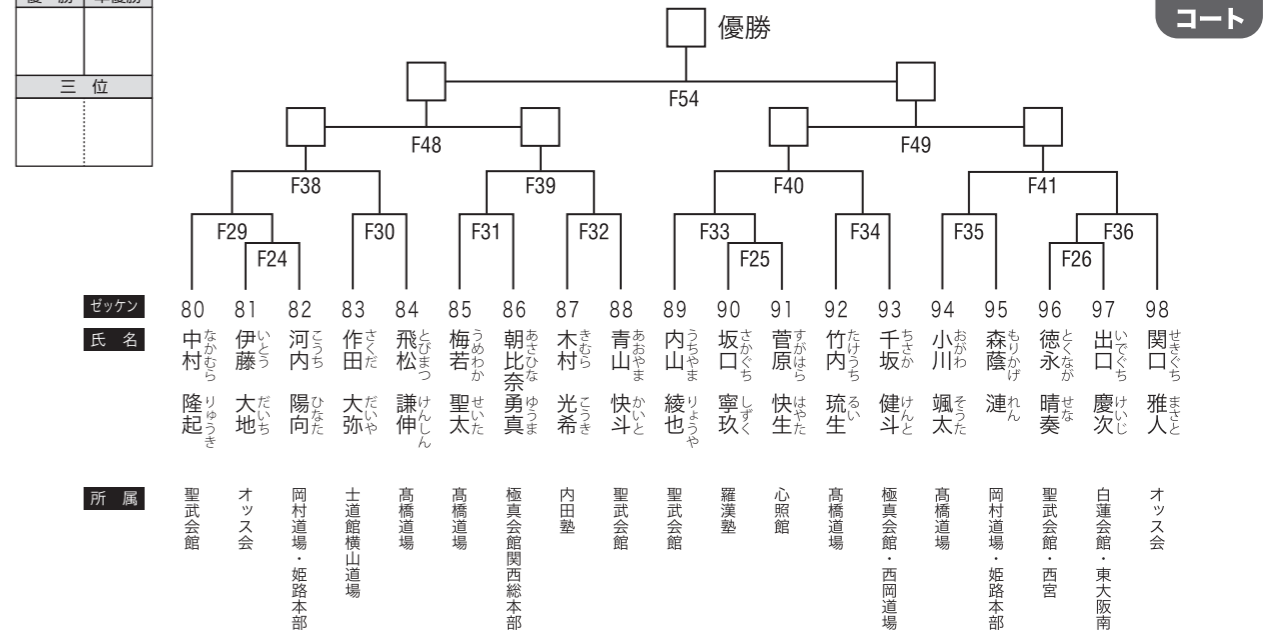 優 勝 準優勝
コート
優勝
三 位
F54
F48 F49
F38 F39 F40 F41
F29 F30 F31 F32 F33 F34 F35 F36
F24 F25 F26
ゼッケン 80 81 82 83 84 85 86 87 88 89 90 91 92 93 94 95 96 97 98
氏 名
中村 隆起 なかむら りゅうき
伊藤 大地 いとう だいち
河内 陽向 こうち ひなた
作田 大弥 さくだ だいや
飛松 謙伸 とびまつ けんしん
梅若 聖太 うめわか せいた
朝比奈 勇真 あさひな ゆうま
木村 光希 きむら こうき
青山 快斗 あおやま かいと
内山 綾也 うちやま りょうや
坂口 寧玖 さかぐち しずく
菅原 快生 すがはら はやた
竹内 琉生 たけうち るい
千坂 健斗 ちさか けんと
小川 颯太 おがわ そうた
森蔭 漣 もりかげ れん
徳永 晴奏 とくなが せな
出口 慶次 いでぐち けいじ
関口 雅人 せきぐち まさと
所 属
聖武会館
オッス会
岡村道場・姫路本部
士道館横山道場
髙橋道場
髙橋道場
極真会館関西総本部
内田塾
聖武会館
聖武会館
羅漢塾
心照館
髙橋道場
極真会館・西岡道場
髙橋道場
岡村道場・姫路本部
聖武会館・西宮
白蓮会館・東大阪南
オッス会